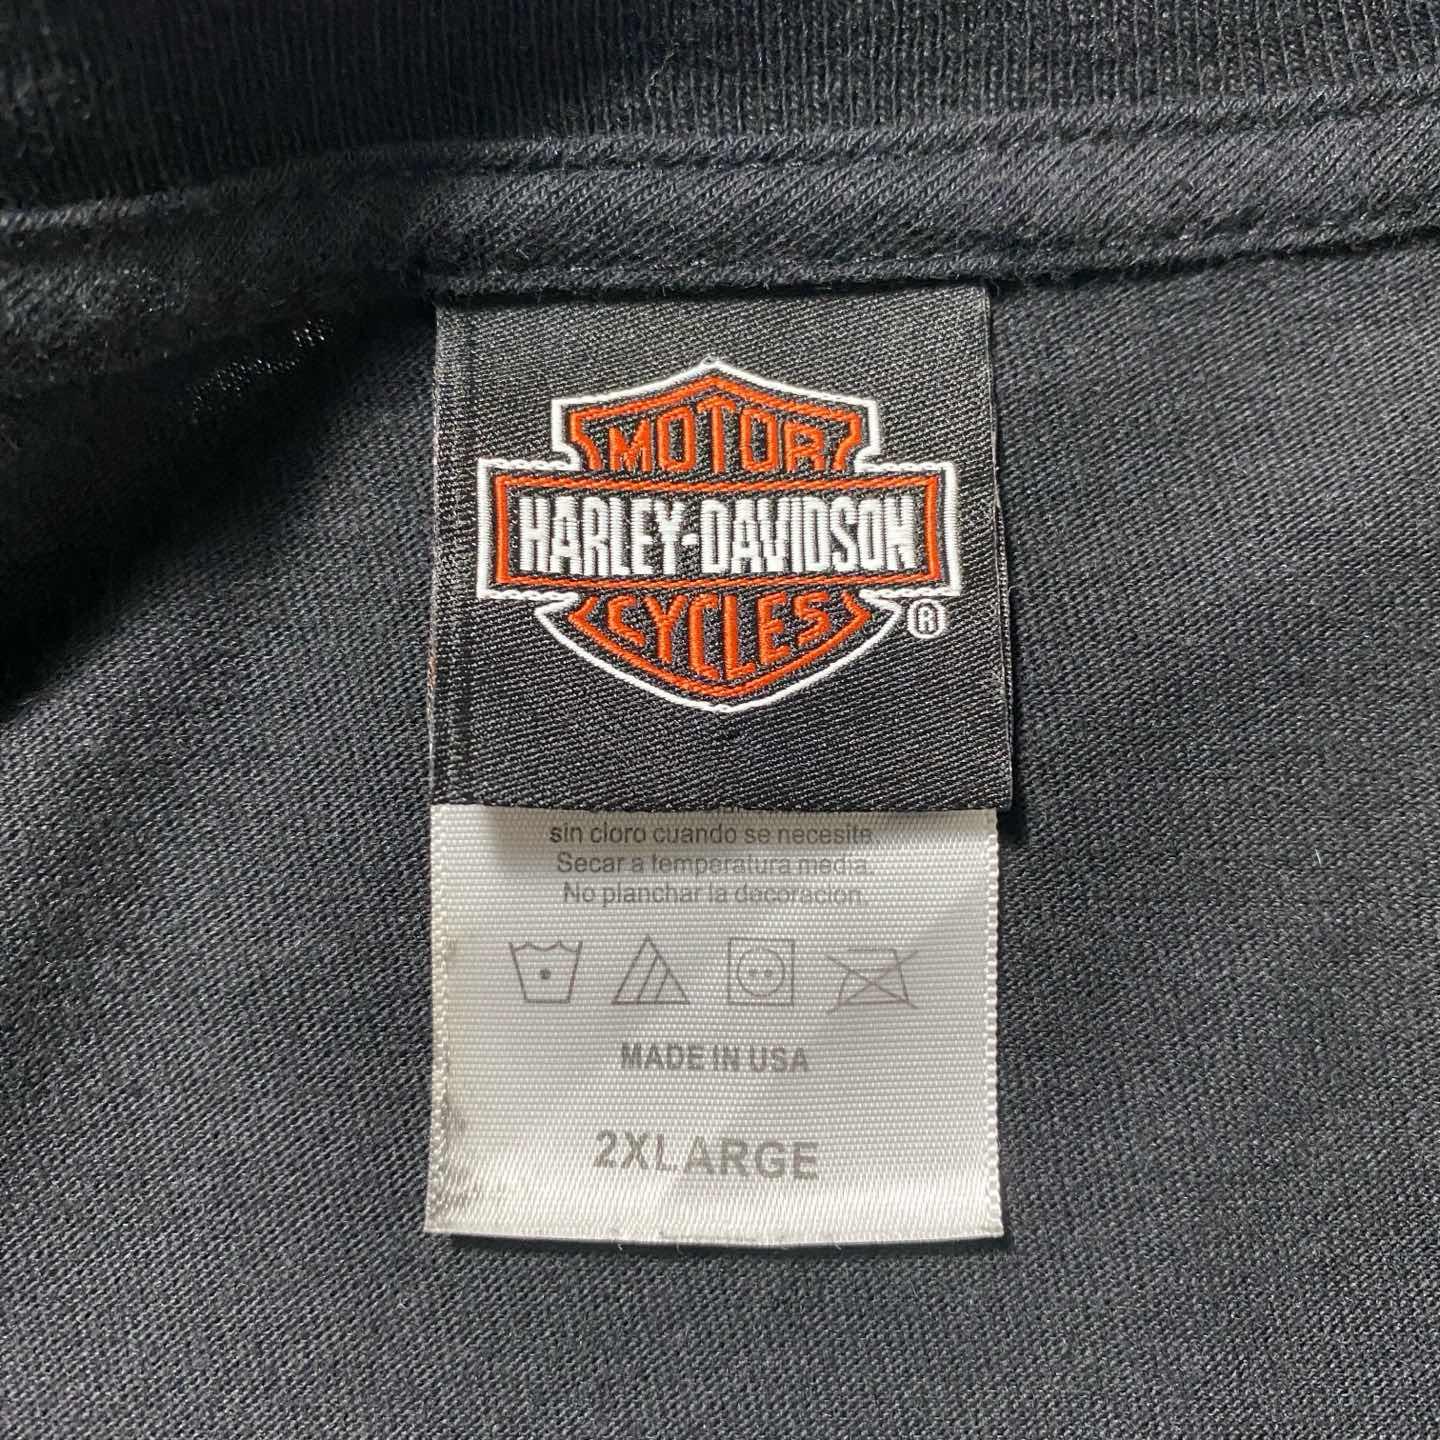 MOTOR
HARLEY-DAVIDSON
CYCLES
®
sin cloro cuando se necesite
Secar a temperatura media.
No planchar la decoracion.
MADE IN USA
2XLARGE